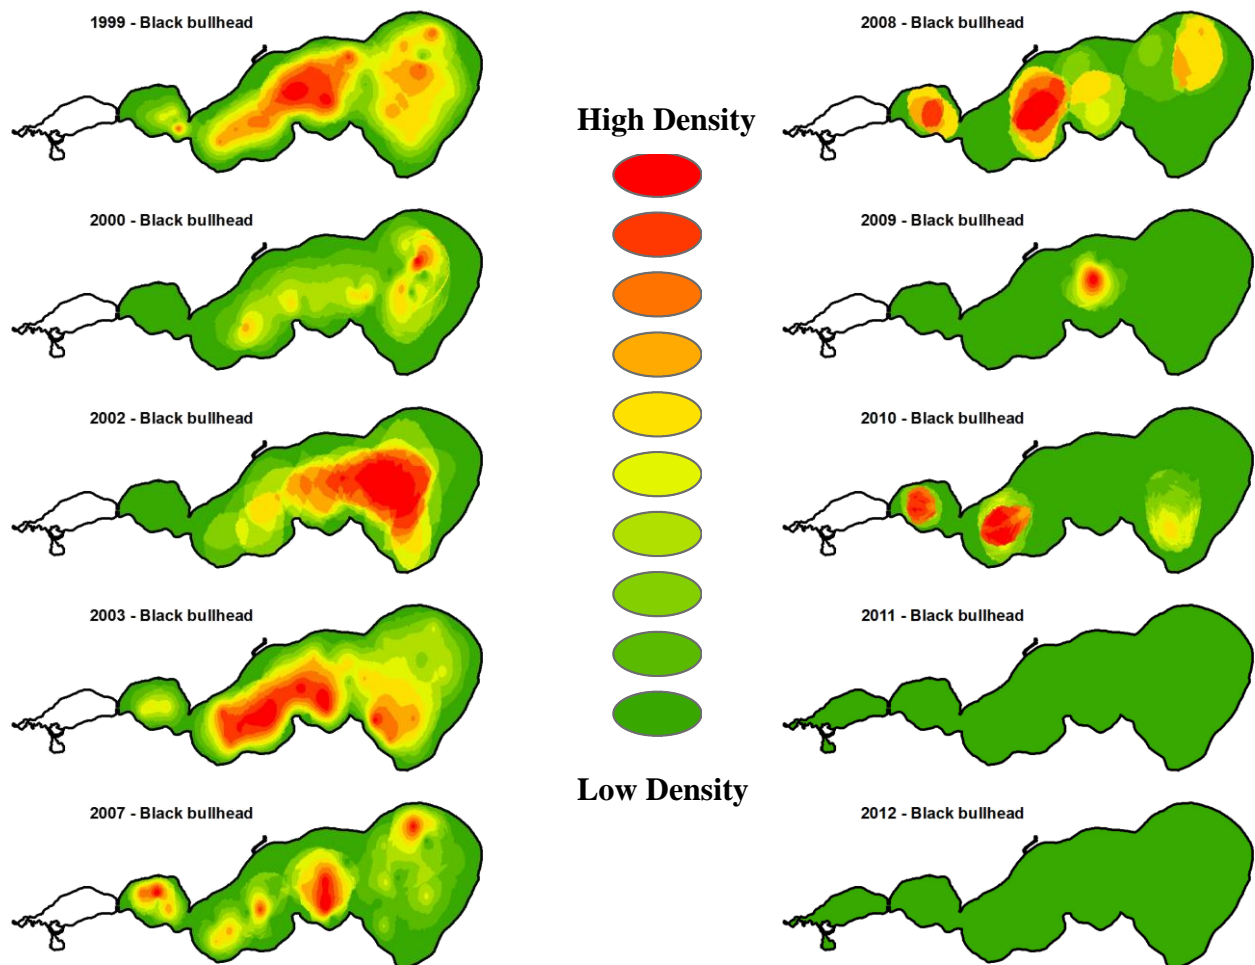 1999 - Black bullhead
2000 - Black bullhead
2002 - Black bullhead
2003 - Black bullhead
2007 - Black bullhead
High Density
Low Density
2008 - Black bullhead
2009 - Black bullhead
2010 - Black bullhead
2011 - Black bullhead
2012 - Black bullhead